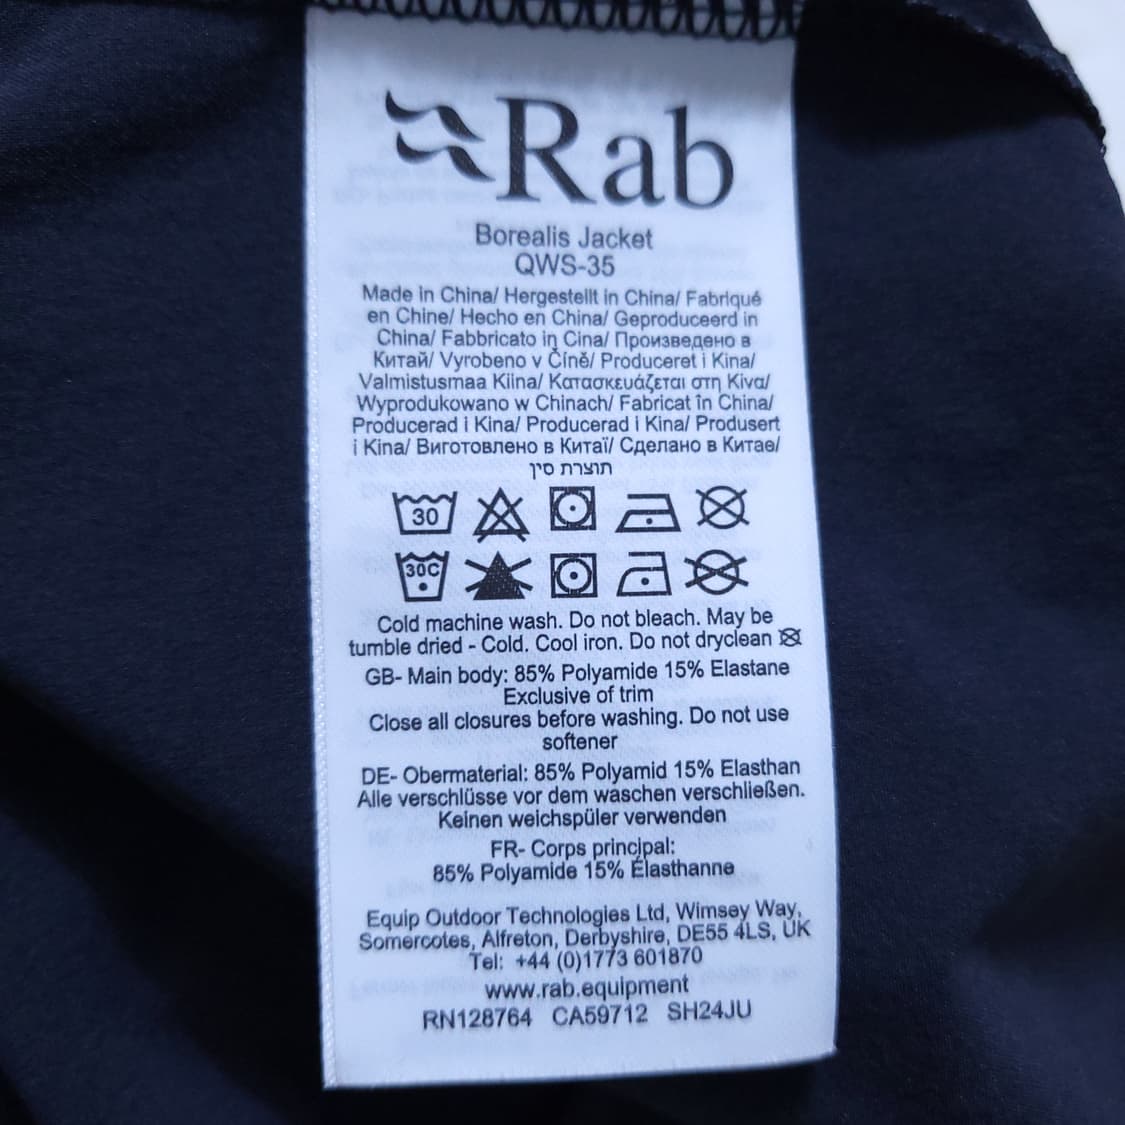 Rab
Borealis Jacket
QWS-35
Made in China/ Hergestellt in China/ Fabriqué
en Chine/ Hecho en China/ Geproduceerd in
China/ Fabbricato in Cina/ Произведено в
Китай/ Vyrobeno v Číně/ Produceret i Kina/
Valmistusmaa Kiina/ Κατασκευάζεται στη Κίνα/
Wyprodukowano w Chinach/ Fabricat în China/
Producerad i Kina/ Producerad i Kina/ Produsert
i Kina/ Виготовлено в Китаї/ Сделано в Китае/
תוצרת סין
30
30C
Cold machine wash. Do not bleach. May be
tumble dried - Cold. Cool iron. Do not dryclean
GB- Main body: 85% Polyamide 15% Elastane
Exclusive of trim
Close all closures before washing. Do not use
softener
DE- Obermaterial: 85% Polyamid 15% Elasthan
Alle verschlüsse vor dem waschen verschließen.
Keinen weichspüler verwenden
FR- Corps principal:
85% Polyamide 15% Élasthanne
Equip Outdoor Technologies Ltd, Wimsey Way,
Somercotes, Alfreton, Derbyshire, DE55 4LS, UK
Tel: +44 (0)1773 601870
www.rab.equipment
RN128764 CA59712 SH24JU